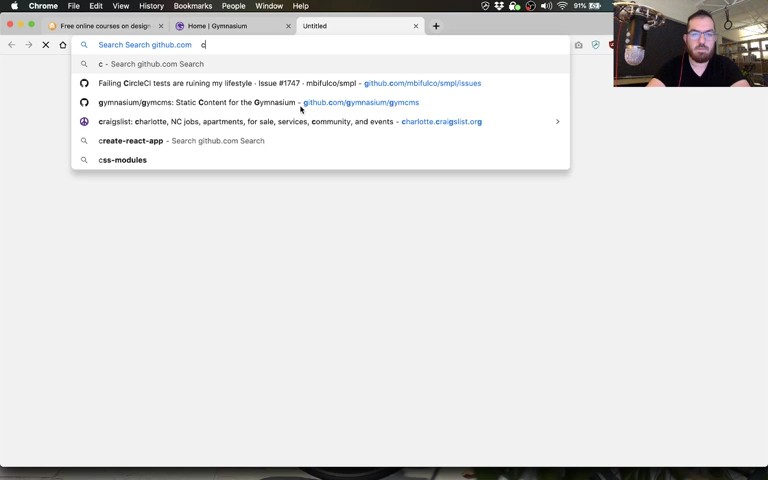 Chrome File Edit View History Bookmarks People Window Help 91%
Free online courses on design Home | Gymnasium Untitled
Search Search github.com c
c - Search github.com Search
Failing CircleCI tests are ruining my lifestyle · Issue #1747 · mbifulco/smpl - github.com/mbifulco/smpl/issues
gymnasium/gymcms: Static Content for the Gymnasium - github.com/gymnasium/gymcms
craigslist: charlotte, NC jobs, apartments, for sale, services, community, and events - charlotte.craigslist.org
create-react-app - Search github.com Search
css-modules